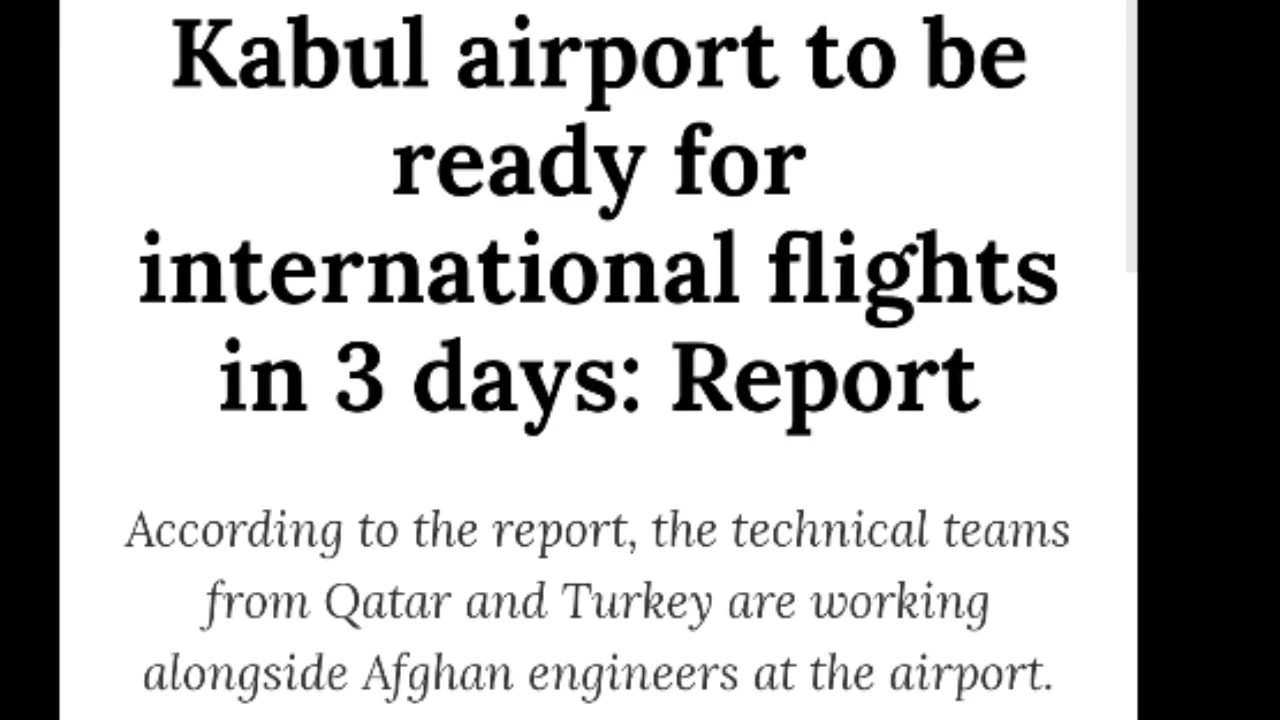 Kabul airport to be
ready for
international flights
in 3 days: Report
According to the report, the technical teams
from Qatar and Turkey are working
alongside Afghan engineers at the airport.